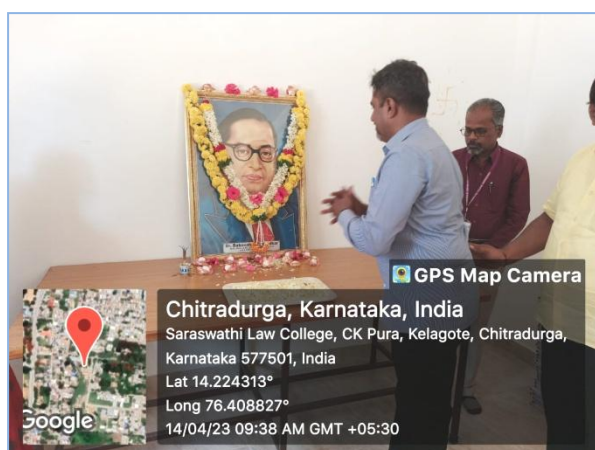 GPS Map Camera
Chitradurga, Karnataka, India
Saraswathi Law College, CK Pura, Kelagote, Chitradurga,
Karnataka 577501, India
Lat 14.224313°
Long 76.408827°
14/04/23 09:38 AM GMT +05:30
Google